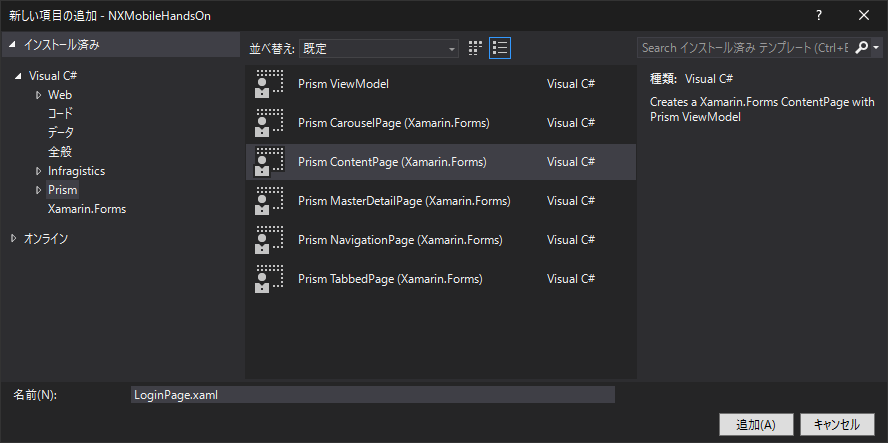 新しい項目の追加 - NXMobileHandsOn
インストール済み
並べ替え: 既定
Search インストール済み テンプレート (Ctrl+E
Visual C#
Web
コード
データ
全般
Infragistics
Prism
Xamarin.Forms
オンライン
Prism ViewModel Visual C#
Prism CarouselPage (Xamarin.Forms) Visual C#
Prism ContentPage (Xamarin.Forms) Visual C#
Prism MasterDetailPage (Xamarin.Forms) Visual C#
Prism NavigationPage (Xamarin.Forms) Visual C#
Prism TabbedPage (Xamarin.Forms) Visual C#
種類: Visual C#
Creates a Xamarin.Forms ContentPage with
Prism ViewModel
名前(N): LoginPage.xaml
追加(A) キャンセル